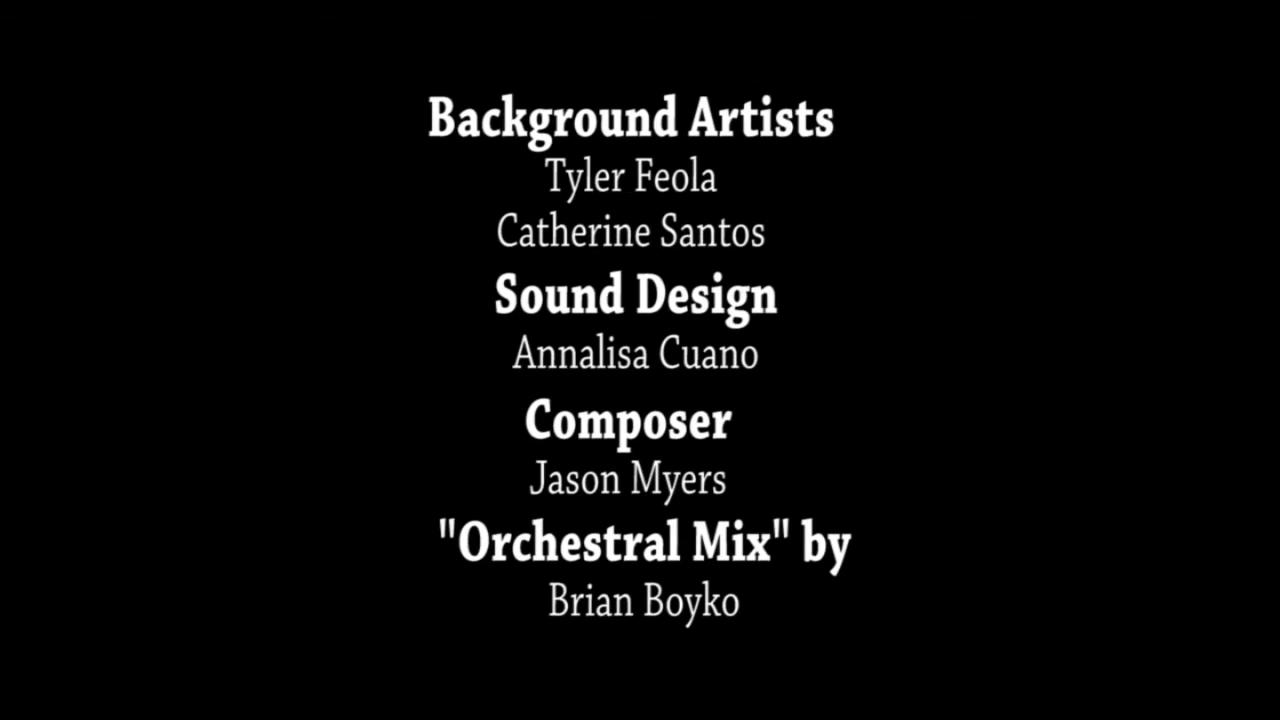 Background Artists
Tyler Feola
Catherine Santos
Sound Design
Annalisa Cuano
Composer
Jason Myers
"Orchestral Mix" by
Brian Boyko